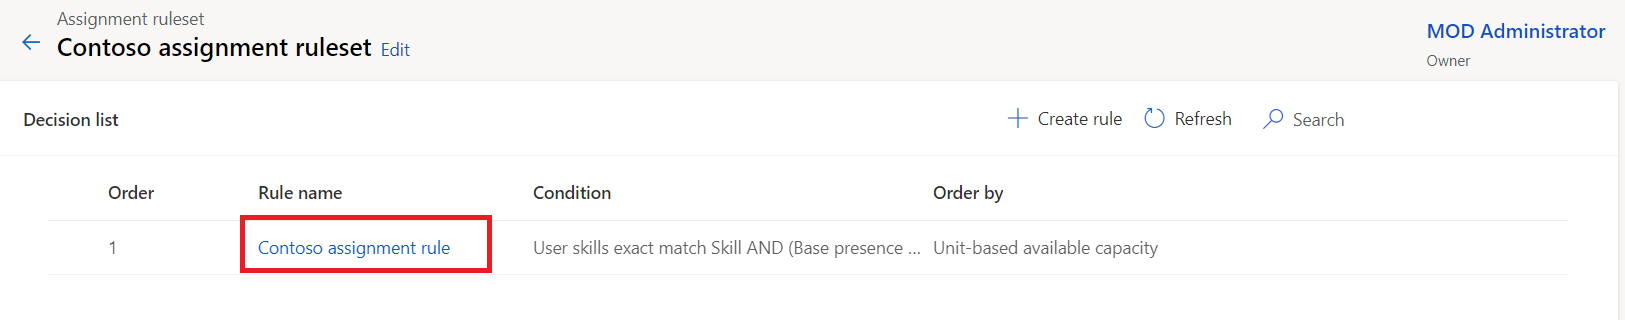 Assignment ruleset
Contoso assignment ruleset Edit
MOD Administrator
Owner
Decision list
Create rule Refresh Search
Order Rule name Condition Order by
1 Contoso assignment rule User skills exact match Skill AND (Base presence ... Unit-based available capacity